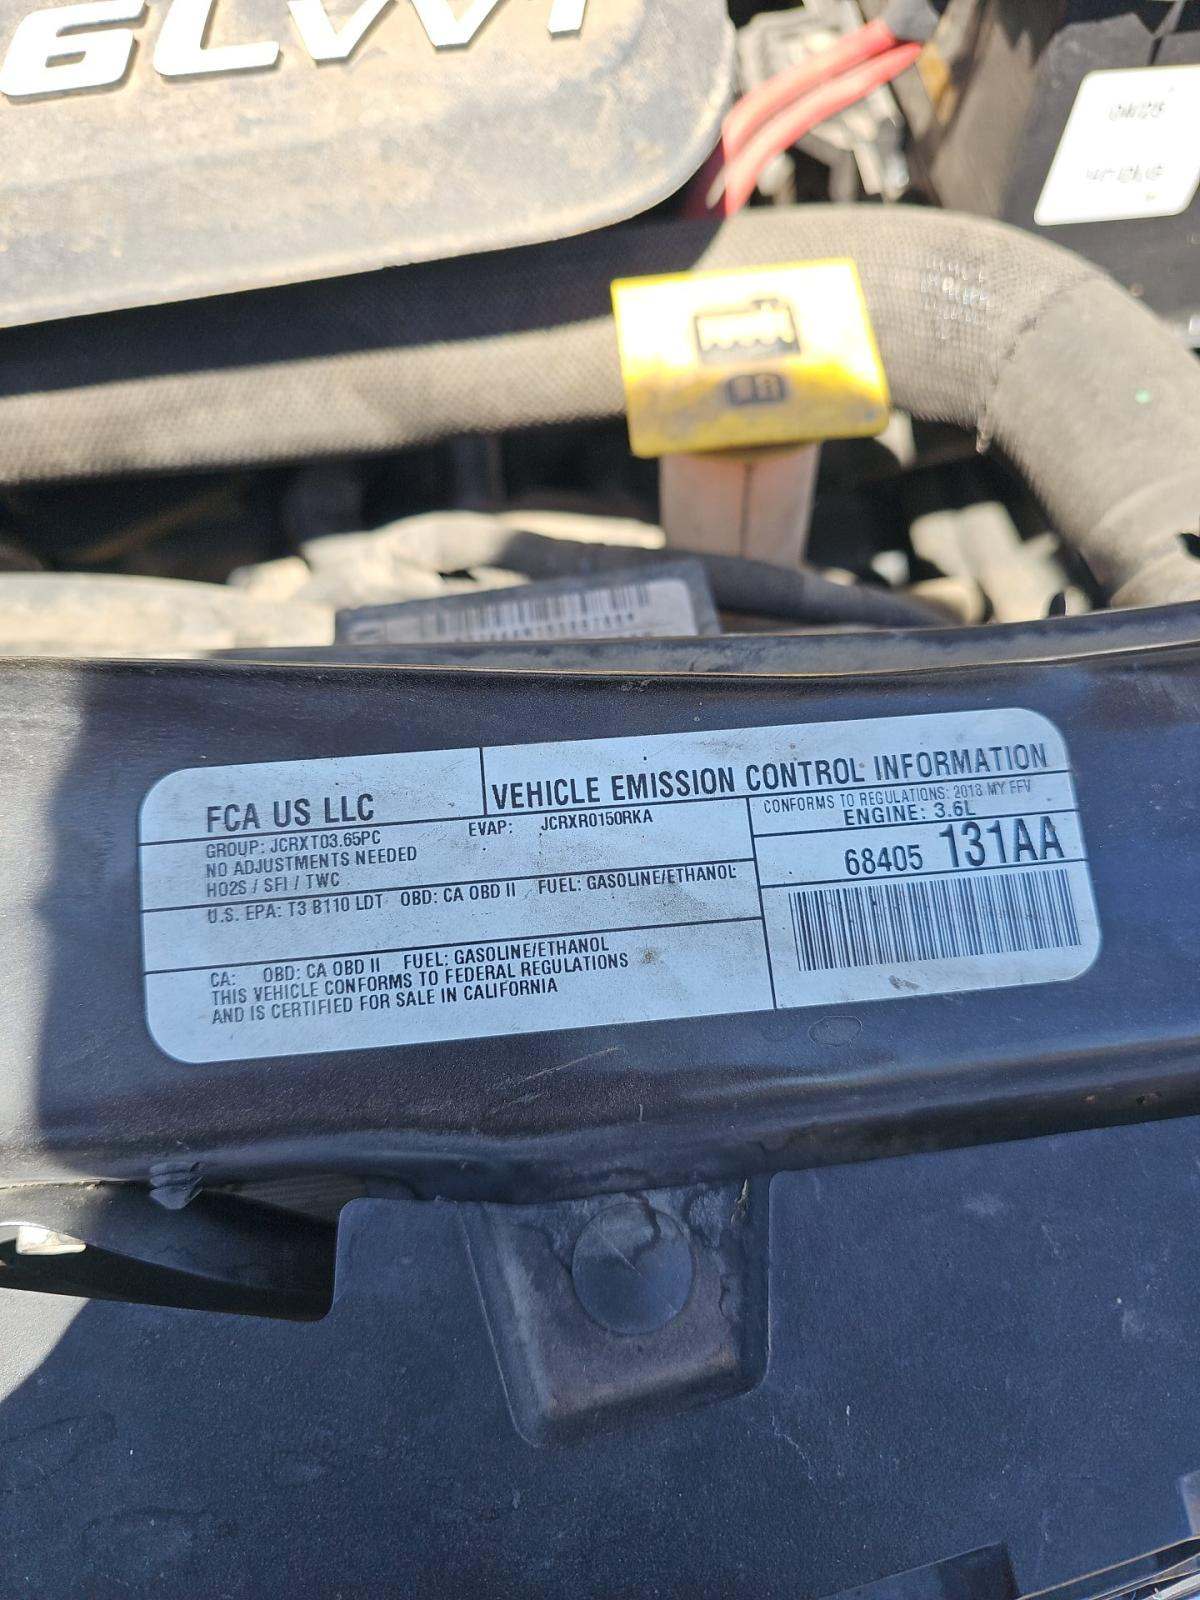 6L VVT
FCA US LLC
VEHICLE EMISSION CONTROL INFORMATION
GROUP: JCRXT03.65PC
EVAP: JCRXR0150RKA
NO ADJUSTMENTS NEEDED
HO2S / SFI / TWC
CONFORMS TO REGULATIONS: 2018 MY FFV
ENGINE: 3.6L
68405 131AA
U.S. EPA: T3 B110 LDT OBD: CA OBD II FUEL: GASOLINE/ETHANOL
CA: OBD: CA OBD II FUEL: GASOLINE/ETHANOL
THIS VEHICLE CONFORMS TO FEDERAL REGULATIONS
AND IS CERTIFIED FOR SALE IN CALIFORNIA